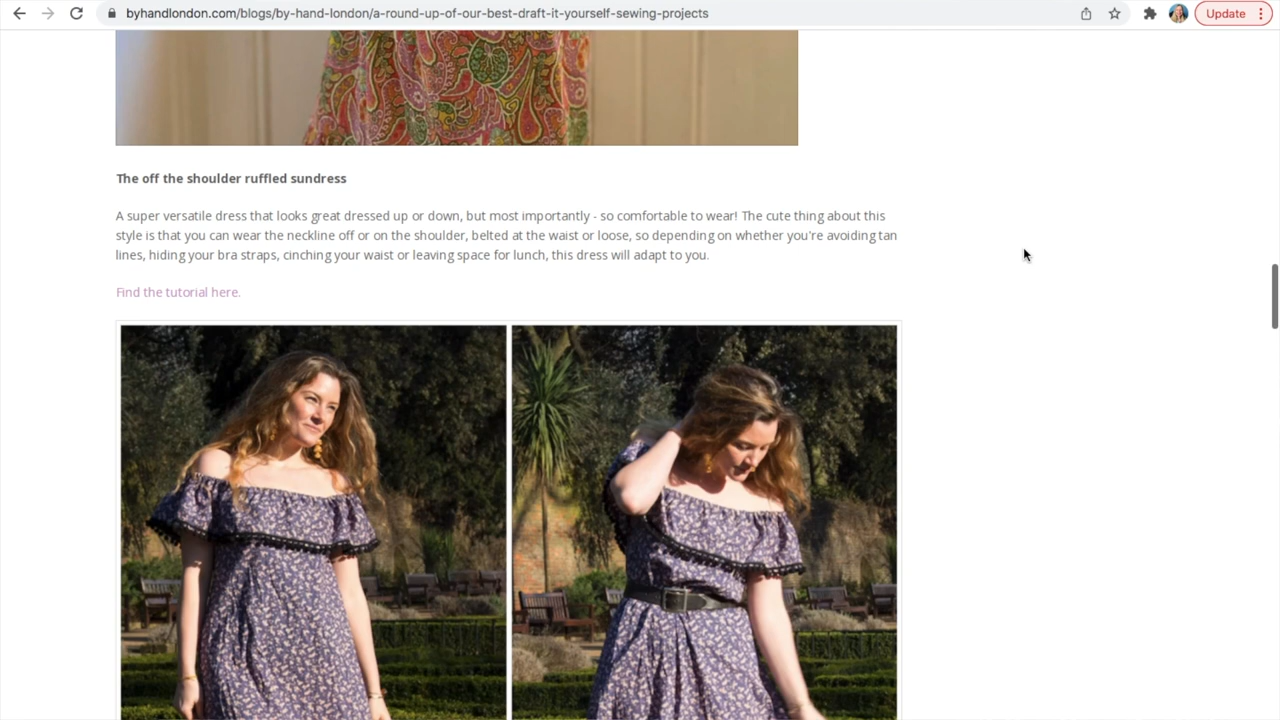 byhandlondon.com/blogs/by-hand-london/a-round-up-of-our-best-draft-it-yourself-sewing-projects
Update
The off the shoulder ruffled sundress
A super versatile dress that looks great dressed up or down, but most importantly - so comfortable to wear! The cute thing about this
style is that you can wear the neckline off or on the shoulder, belted at the waist or loose, so depending on whether you're avoiding tan
lines, hiding your bra straps, cinching your waist or leaving space for lunch, this dress will adapt to you.
Find the tutorial here.